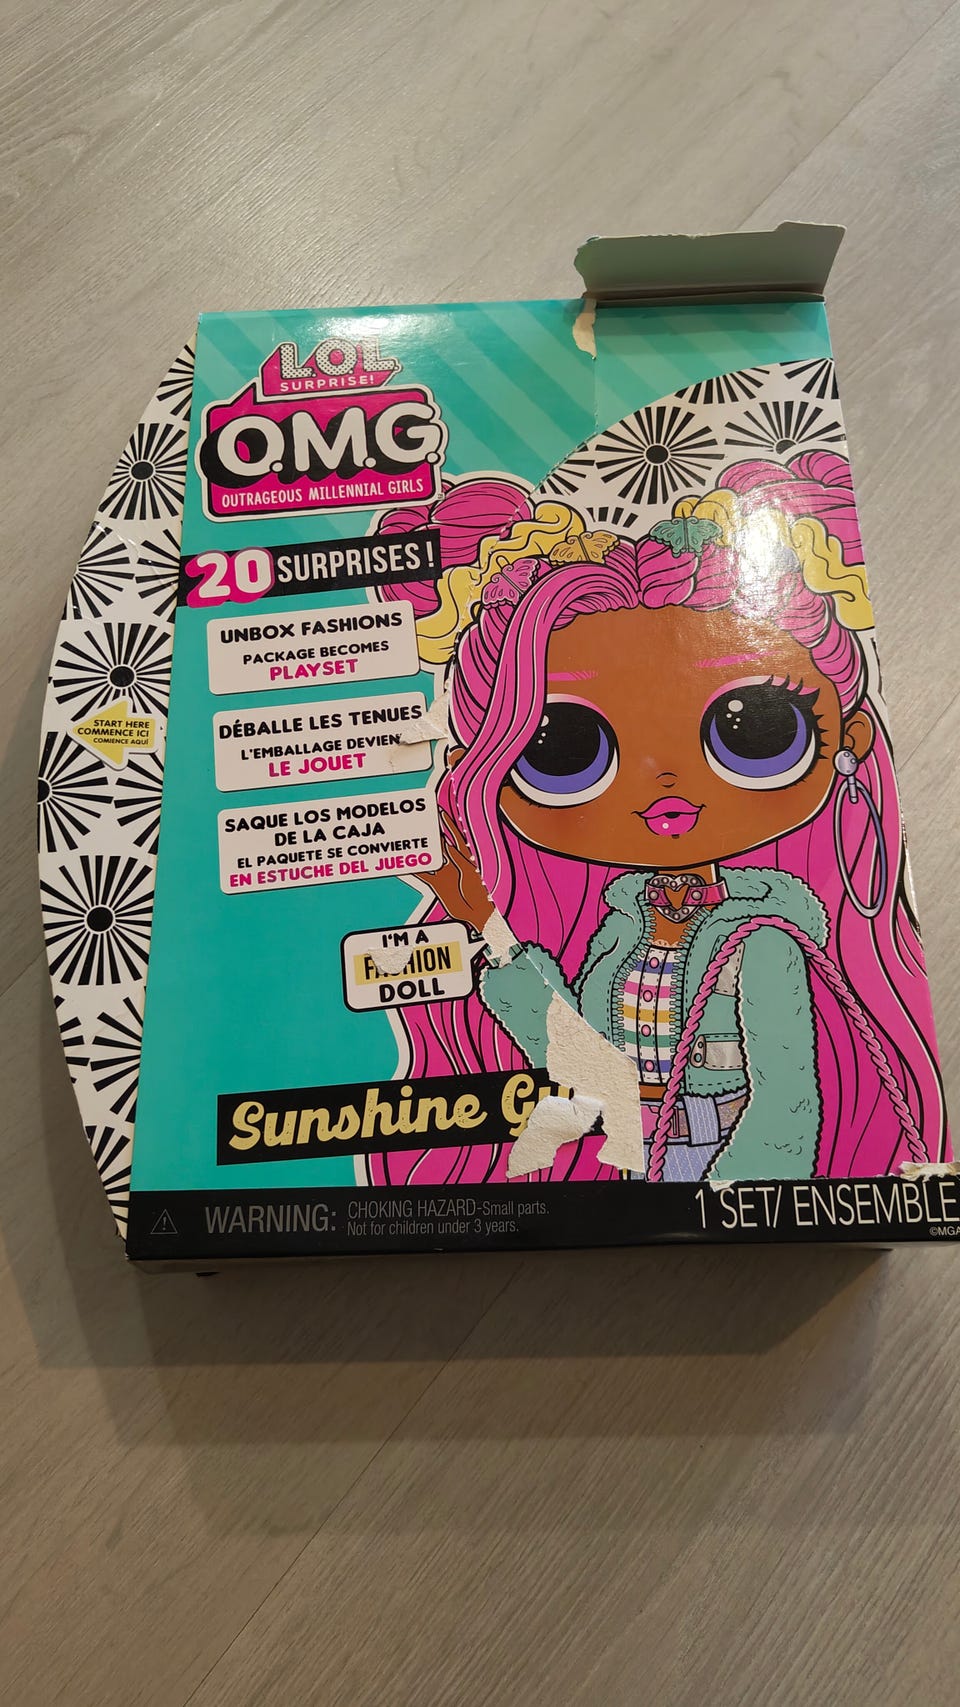 L.O.L.
SURPRISE!
O.M.G.
OUTRAGEOUS MILLENNIAL GIRLS
20 SURPRISES!
UNBOX FASHIONS
PACKAGE BECOMES
PLAYSET
START HERE
COMMENCE ICI
COMIENCE AQUÍ
DÉBALLE LES TENUES
L'EMBALLAGE DEVIEN
LE JOUET
SAQUE LOS MODELOS
DE LA CAJA
EL PAQUETE SE CONVIERTE
EN ESTUCHE DEL JUEGO
I'M A
FASHION
DOLL
Sunshine
WARNING: CHOKING HAZARD-Small parts.
Not for children under 3 years.
1 SET/ ENSEMBLE
©MGA